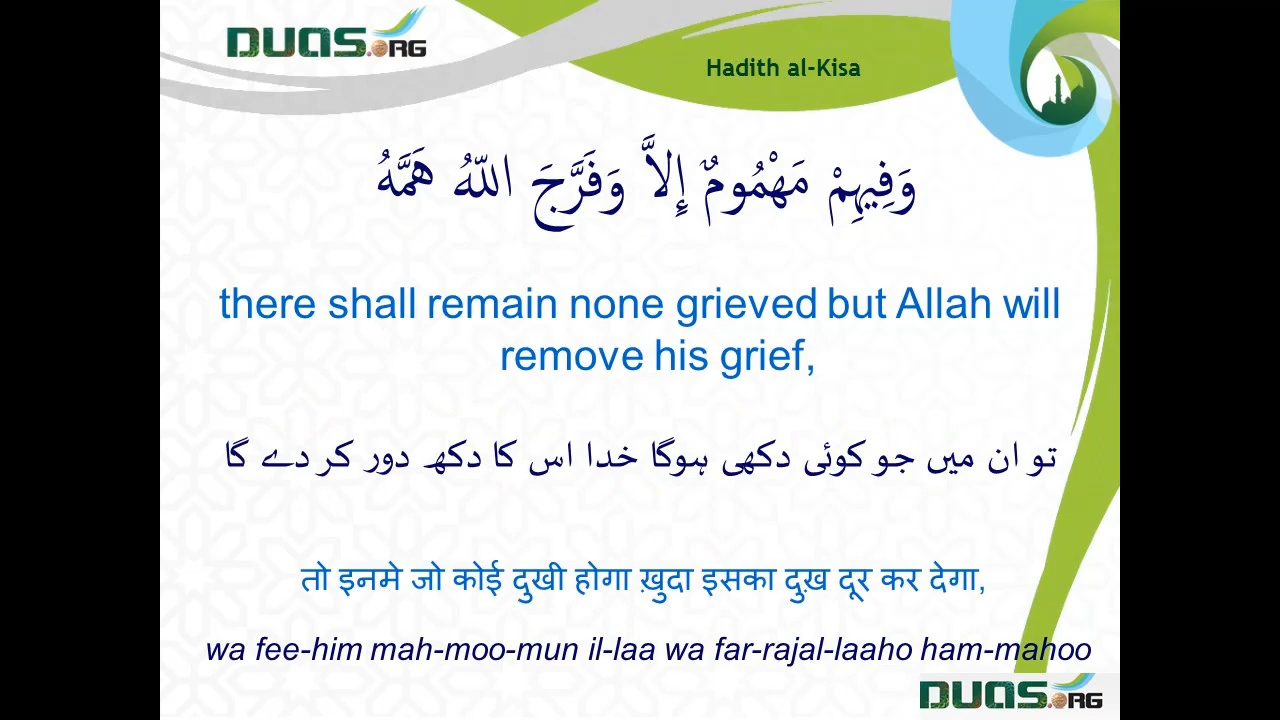 DUAS.ORG
Hadith al-Kisa
وَفِيهِمْ مَهْمُومٌ إِلاَّ وَفَرَّجَ اللّهُ هَمَّهُ
there shall remain none grieved but Allah will
remove his grief,
تو ان میں جو کوئی دکھی ہوگا خدا اس کا دکھ دور کر دے گا
तो इनमे जो कोई दुखी होगा ख़ुदा इसका दुख़ दूर कर देगा,
wa fee-him mah-moo-mun il-laa wa far-rajal-laaho ham-mahoo
DUAS.ORG